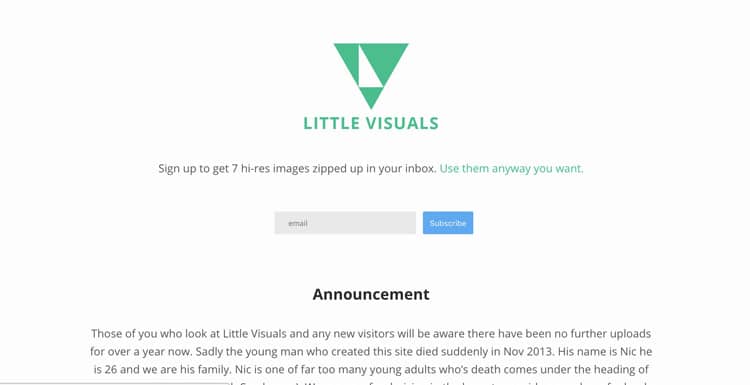 LITTLE VISUALS
Sign up to get 7 hi-res images zipped up in your inbox. Use them anyway you want.
email
Subscribe
Announcement
Those of you who look at Little Visuals and any new visitors will be aware there have been no further uploads
for over a year now. Sadly the young man who created this site died suddenly in Nov 2013. His name is Nic he
is 26 and we are his family. Nic is one of far too many young adults who's death comes under the heading of